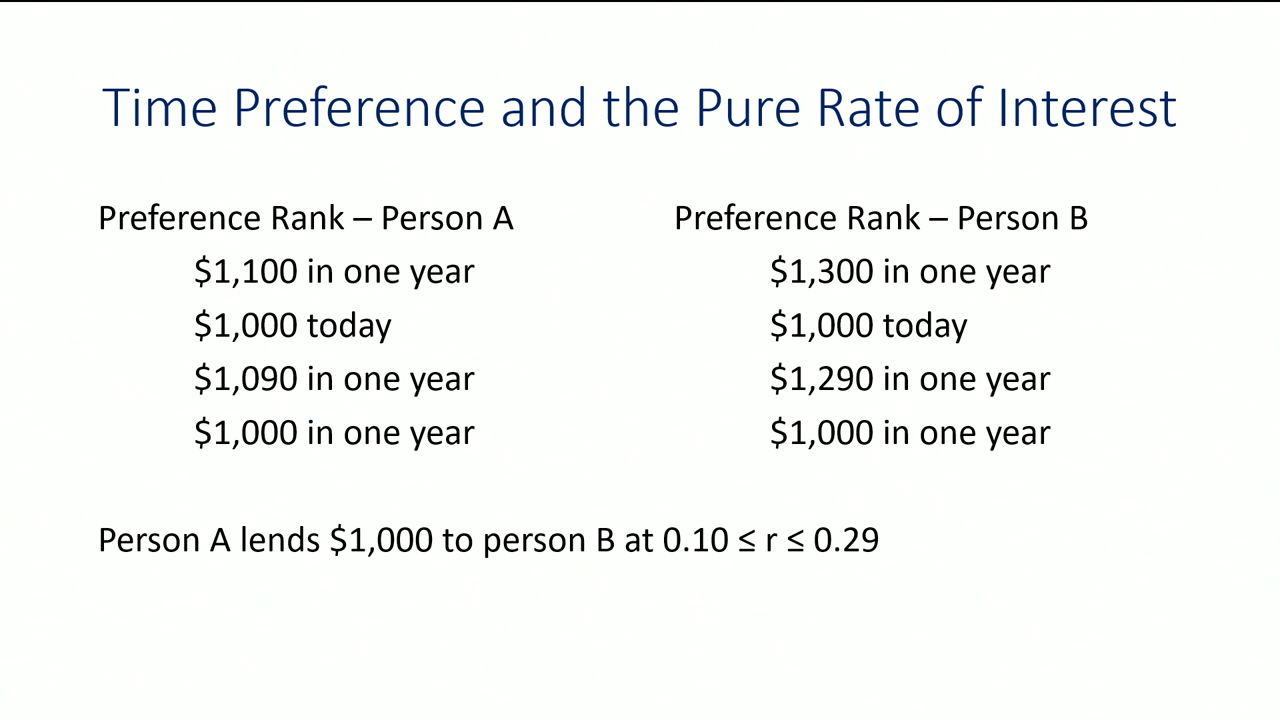 Time Preference and the Pure Rate of Interest
Preference Rank – Person A
$1,100 in one year
$1,000 today
$1,090 in one year
$1,000 in one year
Preference Rank – Person B
$1,300 in one year
$1,000 today
$1,290 in one year
$1,000 in one year
Person A lends $1,000 to person B at 0.10 ≤ r ≤ 0.29